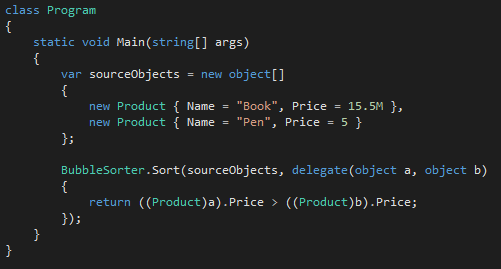 class Program
{
    static void Main(string[] args)
    {
        var sourceObjects = new object[]
        {
            new Product { Name = "Book", Price = 15.5M },
            new Product { Name = "Pen", Price = 5 }
        };

        BubbleSorter.Sort(sourceObjects, delegate(object a, object b)
        {
            return ((Product)a).Price > ((Product)b).Price;
        });
    }
}